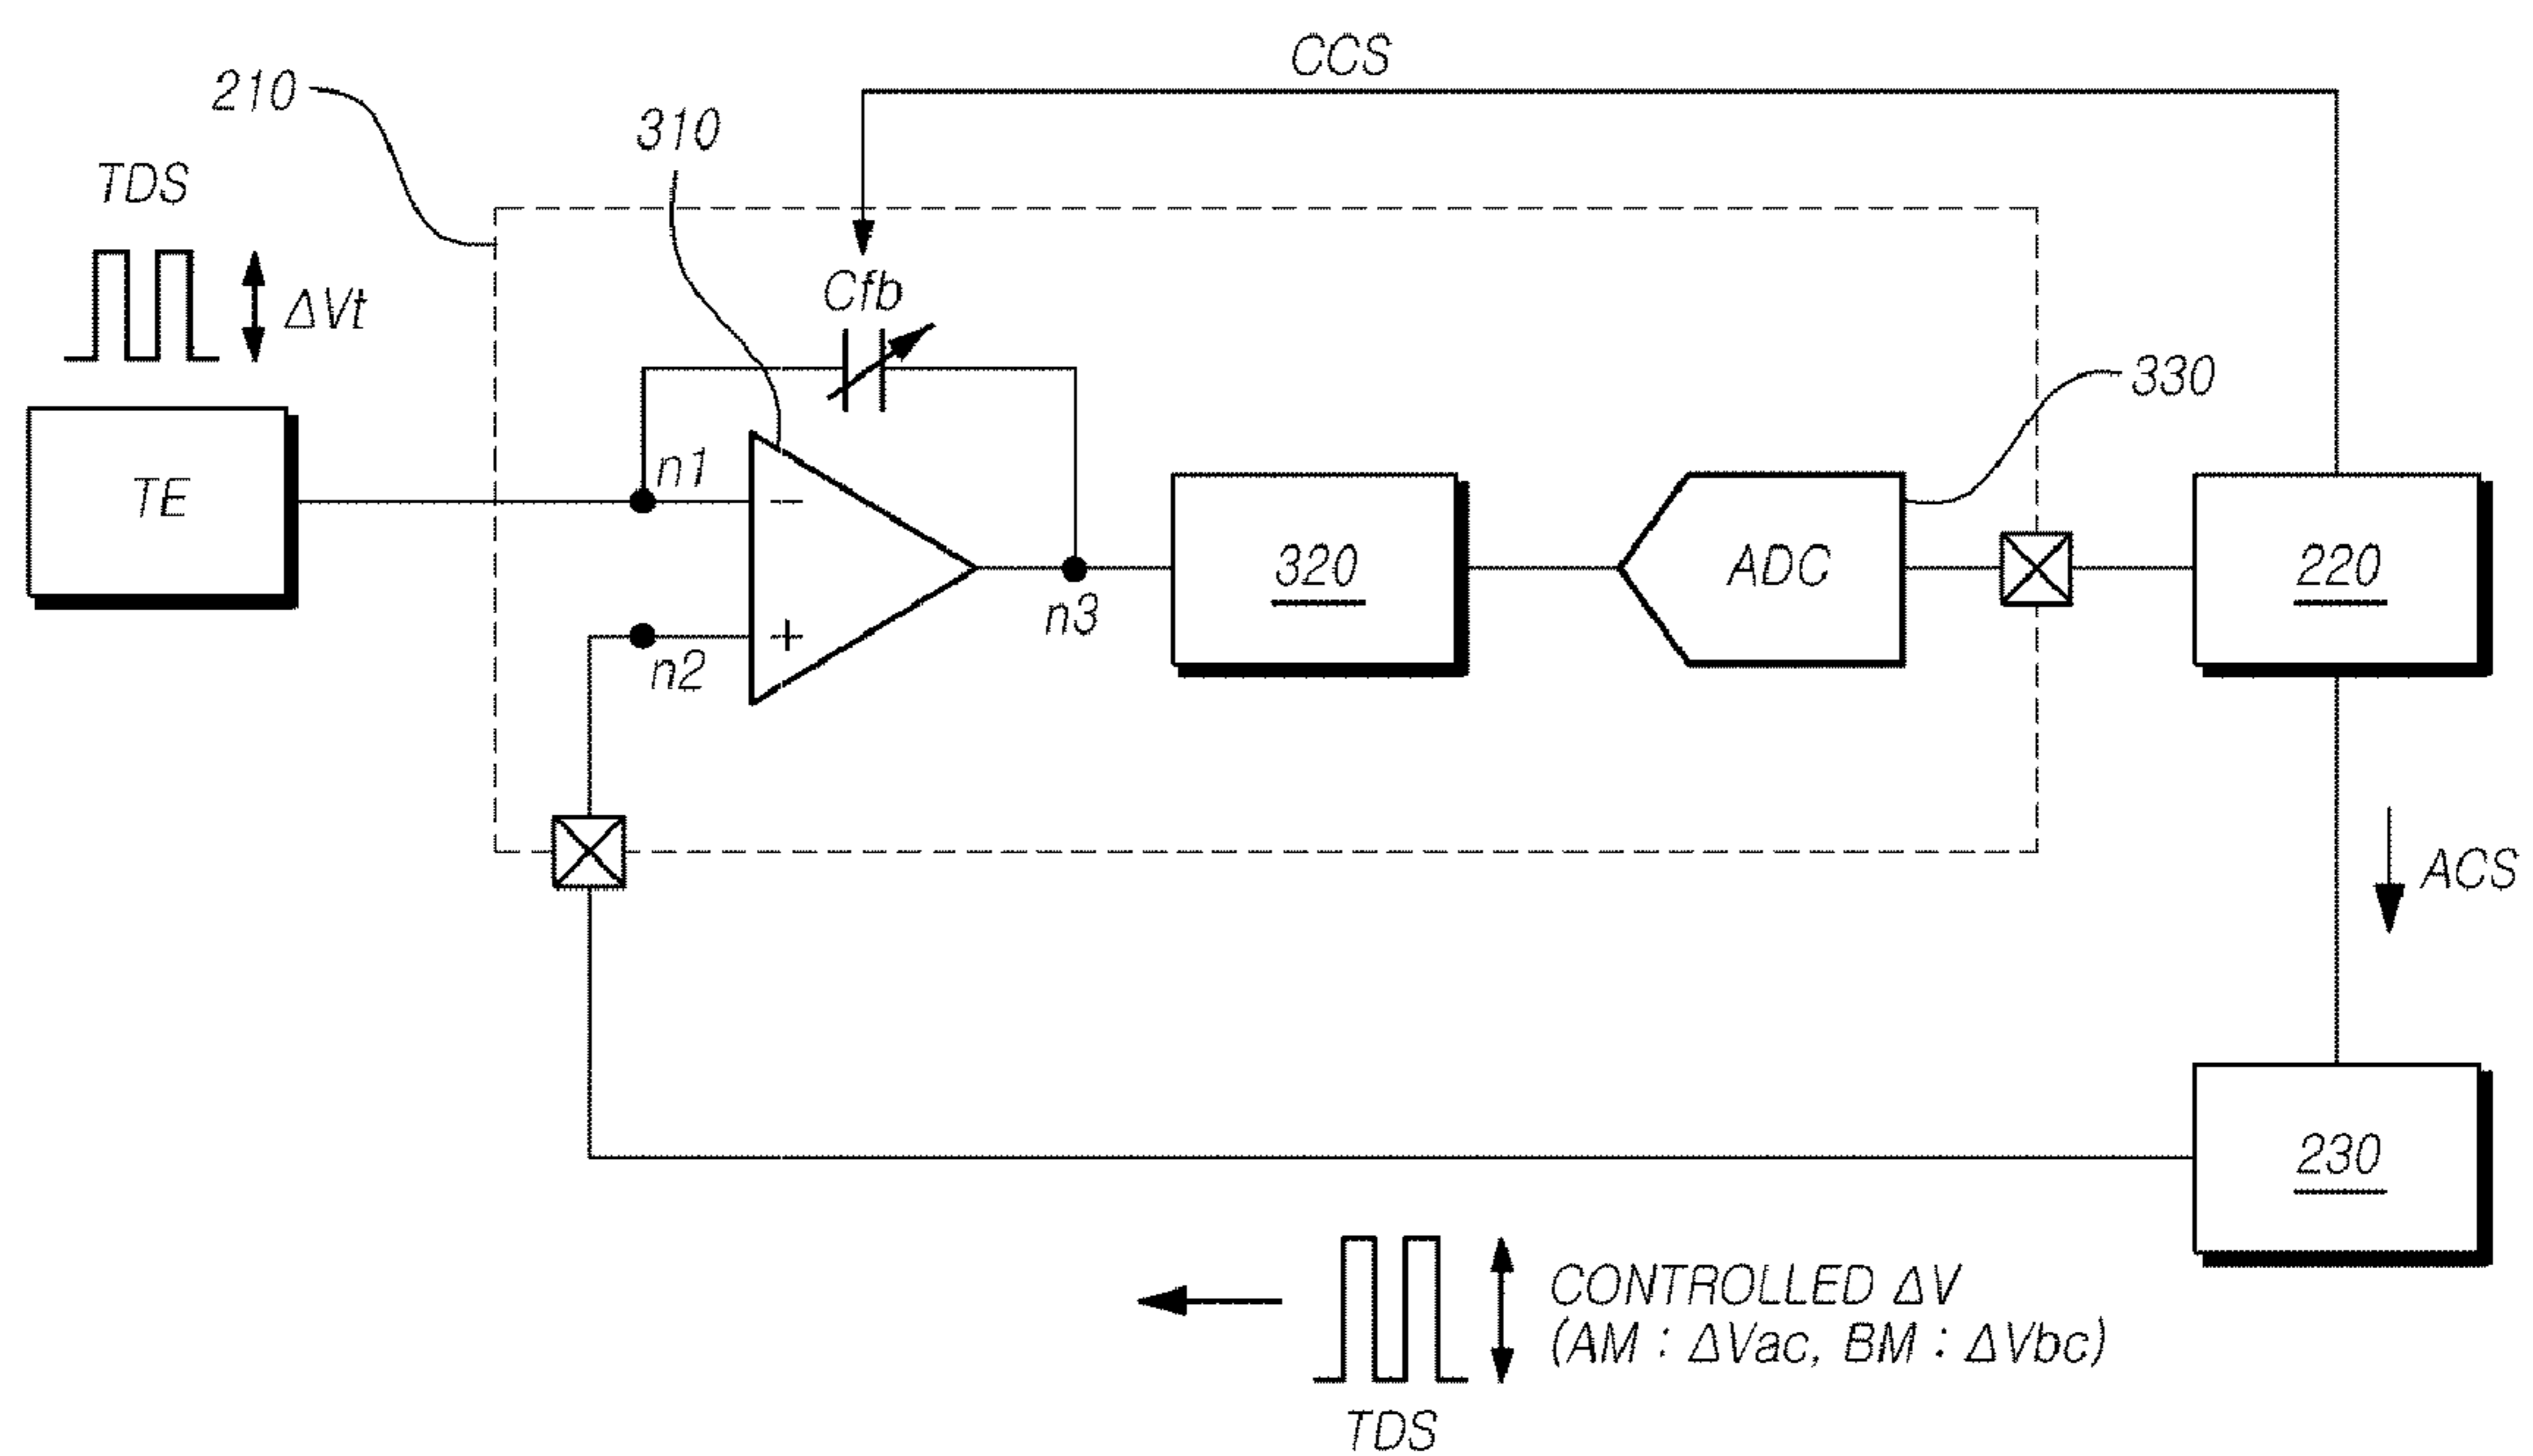 CCS
210
310
TDS
ΔVt
Cfb
330
TE
n1
−
320
ADC
220
n3
+
n2
ACS
230
CONTROLLED ΔV
(AM : ΔVac, BM : ΔVbc)
TDS